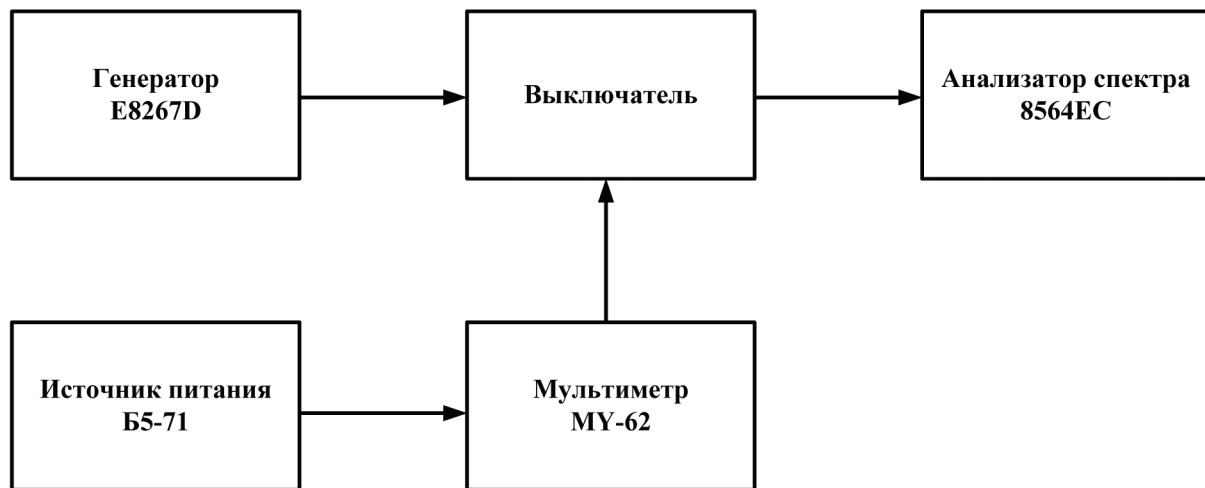 Генератор
E8267D
Выключатель
Анализатор спектра
8564EC
Источник питания
Б5-71
Мультиметр
MY-62